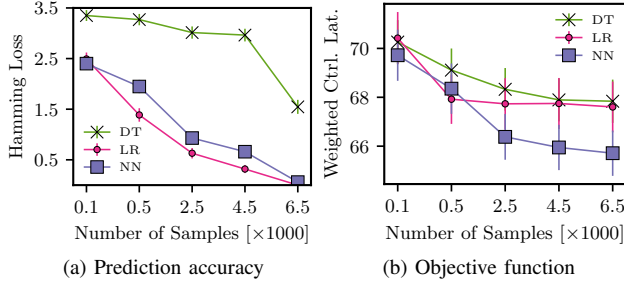 Hamming Loss
3.5
2.5
1.5
0.5
DT
LR
NN
0.1 0.5 2.5 4.5 6.5
Number of Samples [×1000]
(a) Prediction accuracy
Weighted Ctrl. Lat.
70
68
66
DT
LR
NN
0.1 0.5 2.5 4.5 6.5
Number of Samples [×1000]
(b) Objective function